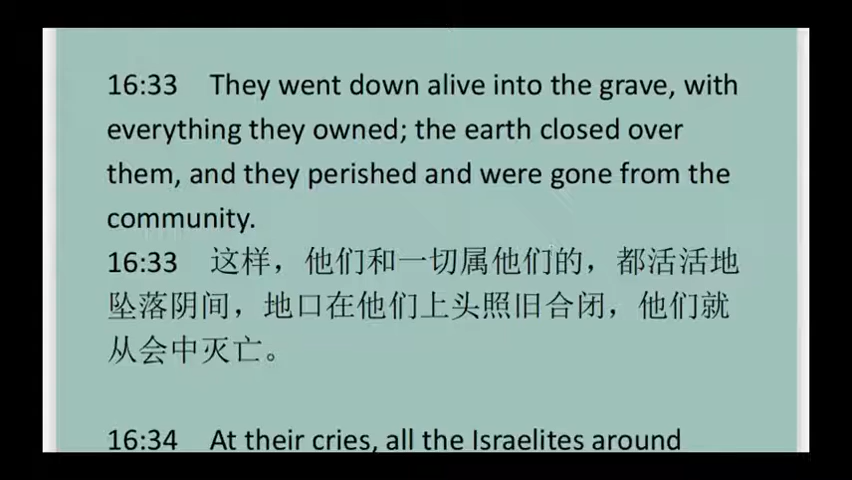 16:33 They went down alive into the grave, with
everything they owned; the earth closed over
them, and they perished and were gone from the
community.
16:33 这样，他们和一切属他们的，都活活地
坠落阴间，地口在他们上头照旧合闭，他们就
从会中灭亡。
16:34 At their cries, all the Israelites around